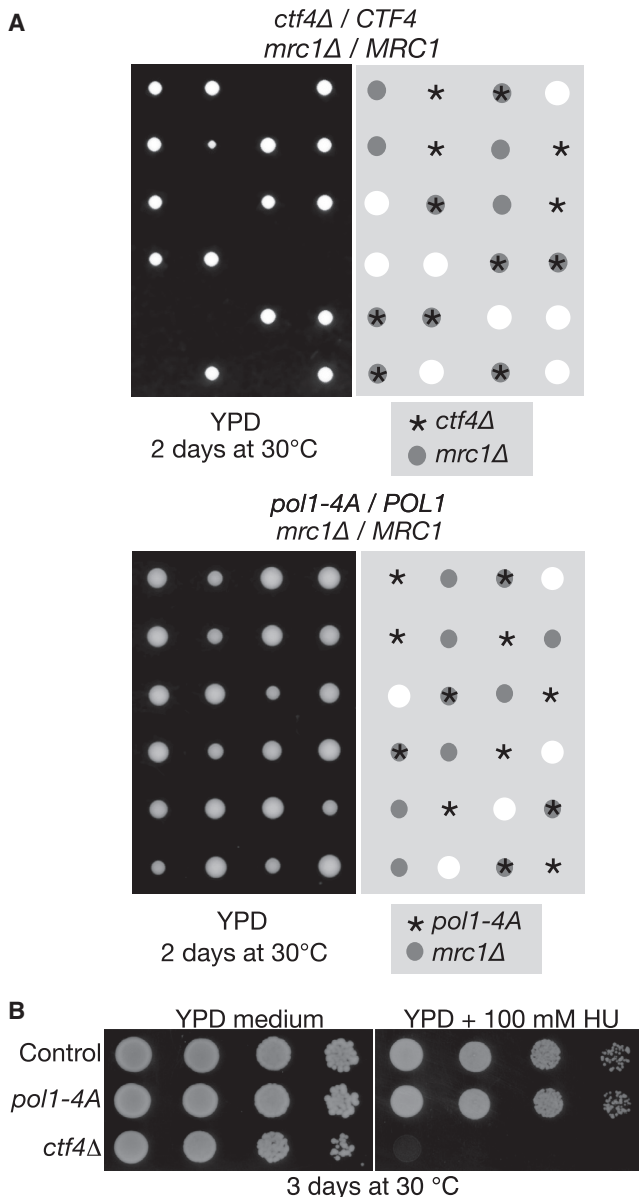 A
ctf4Δ / CTF4
mrc1Δ / MRC1
YPD
2 days at 30°C
* ctf4Δ
mrc1Δ
pol1-4A / POL1
mrc1Δ / MRC1
YPD
2 days at 30°C
* pol1-4A
mrc1Δ
B
YPD medium
YPD + 100 mM HU
Control
pol1-4A
ctf4Δ
3 days at 30 °C